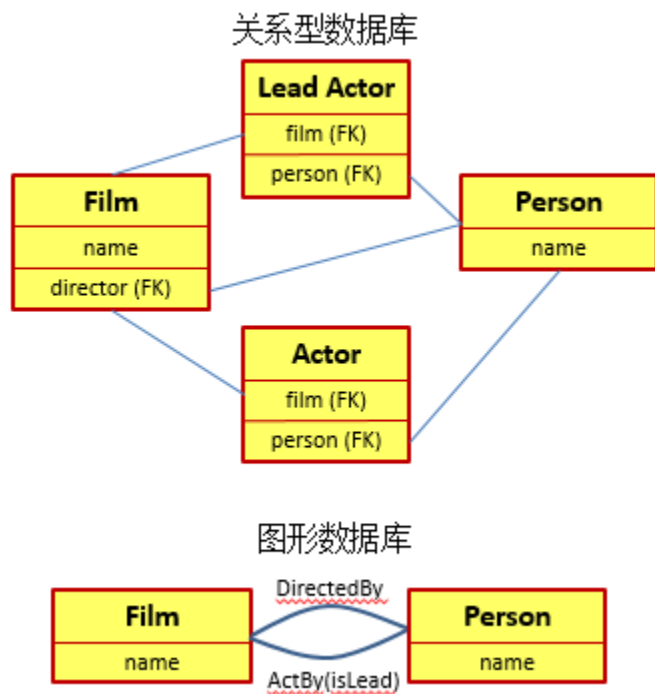 关系型数据库
Lead Actor
film (FK)
person (FK)
Film
name
director (FK)
Person
name
Actor
film (FK)
person (FK)
图形数据库
DirectedBy
Film
name
Person
name
ActBy(isLead)